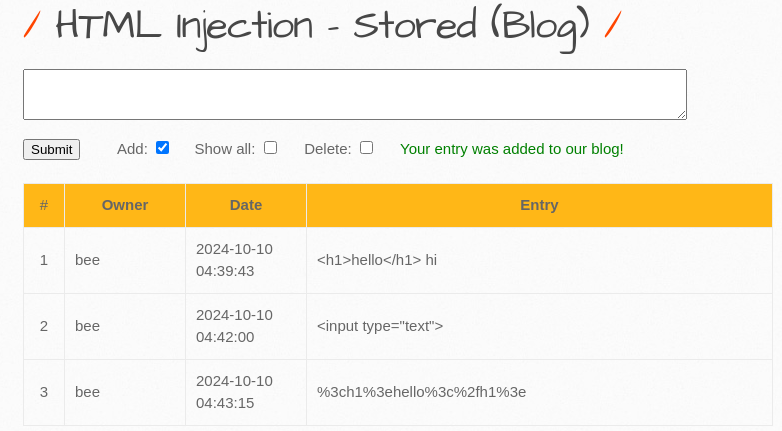 / HTML Injection - Stored (Blog) /
Submit Add: Show all: Delete: Your entry was added to our blog!
# Owner Date Entry
1 bee 2024-10-10 04:39:43 <h1>hello</h1> hi
2 bee 2024-10-10 04:42:00 <input type="text">
3 bee 2024-10-10 04:43:15 %3ch1%3ehello%3c%2fh1%3e